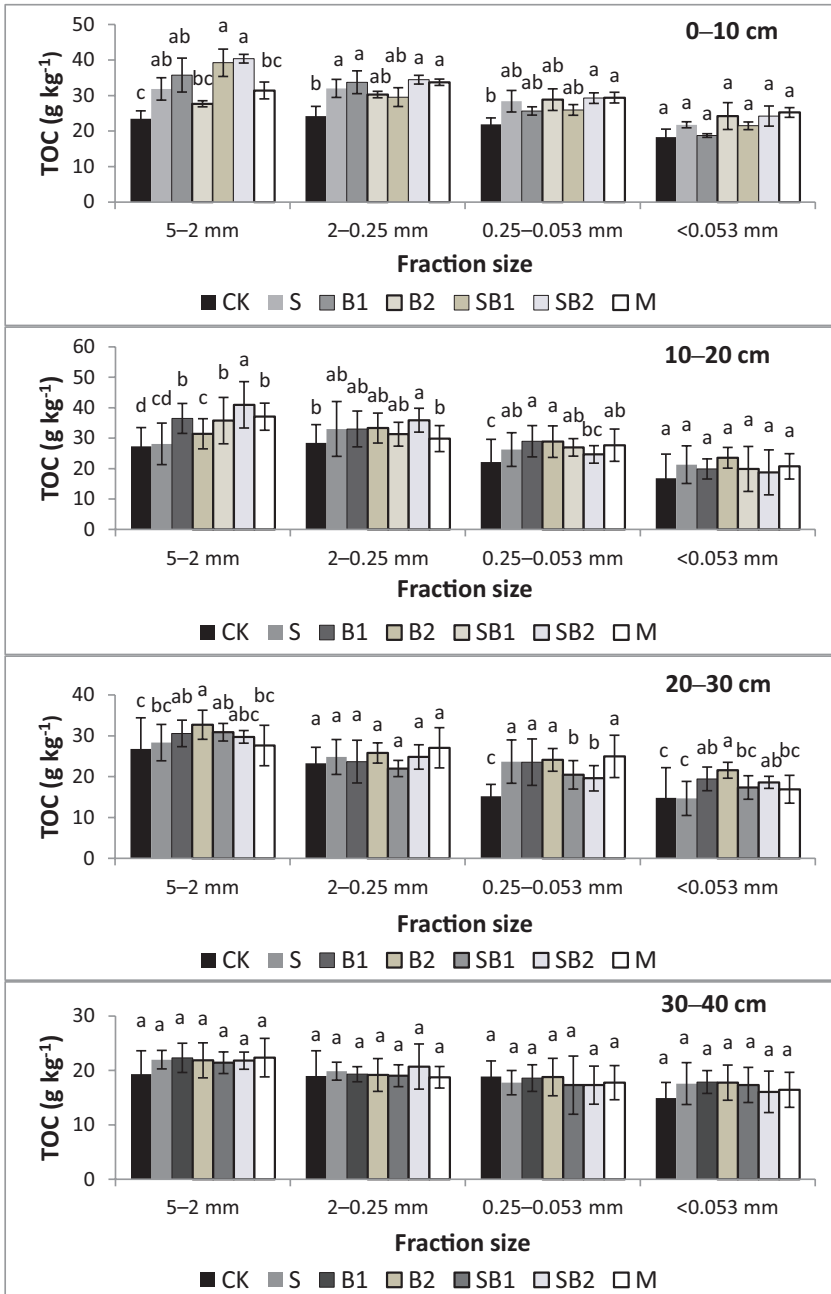 0–10 cm
TOC (g kg-1)
50
40
30
20
10
0
c ab ab bc a a bc
b a a ab ab a a
b ab ab ab ab a a
a a a a a a a
5–2 mm 2–0.25 mm 0.25–0.053 mm <0.053 mm
Fraction size
CK S B1 B2 SB1 SB2 M
10–20 cm
TOC (g kg-1)
60
50
40
30
20
10
0
d cd b c b a b
b ab ab ab ab a b
c ab a a ab bc ab
a a a a a a a
5–2 mm 2–0.25 mm 0.25–0.053 mm <0.053 mm
Fraction size
CK S B1 B2 SB1 SB2 M
20–30 cm
TOC (g kg-1)
40
30
20
10
0
c bc ab a ab abc bc
a a a a a a a
c a a a b b a
c c ab a bc ab bc
5–2 mm 2–0.25 mm 0.25–0.053 mm <0.053 mm
Fraction size
CK S B1 B2 SB1 SB2 M
30–40 cm
TOC (g kg-1)
30
20
10
0
a a a a a a a
a a a a a a a
a a a a a a a
a a a a a a a
5–2 mm 2–0.25 mm 0.25–0.053 mm <0.053 mm
Fraction size
CK S B1 B2 SB1 SB2 M